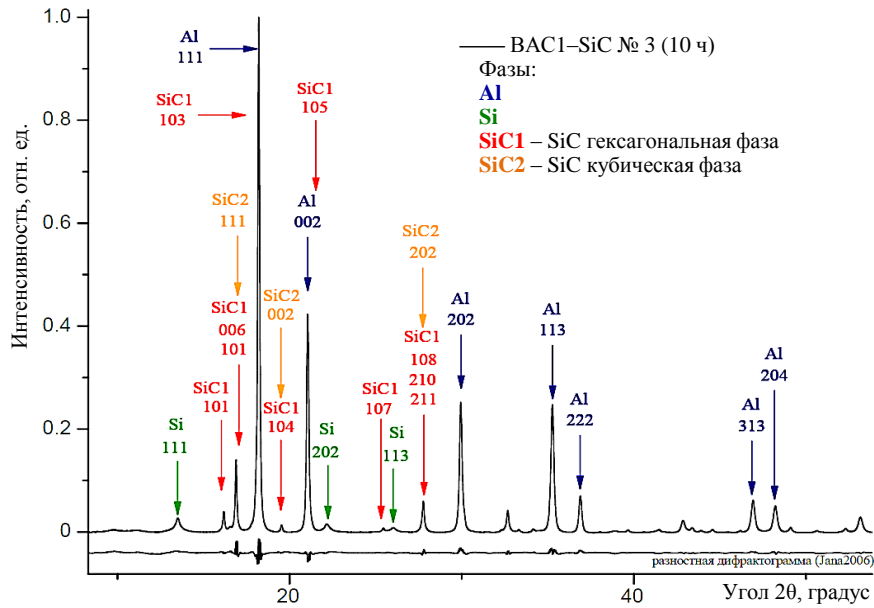 Интенсивность, отн. ед.
1.0
0.8
0.6
0.4
0.2
0
20
40
Угол 2θ, градус
ВАС1–SiC № 3 (10 ч)
Фазы:
Al
Si
SiC1 – SiC гексагональная фаза
SiC2 – SiC кубическая фаза
Al
111
SiC1
103
SiC1
105
SiC2
111
Al
002
SiC2
202
SiC2
002
SiC1
006
101
SiC1
101
SiC1
104
Si
111
Si
202
SiC1
107
Si
113
SiC1
108
210
211
Al
202
Al
113
Al
222
Al
313
Al
204
разностная дифрактограмма (Jana2006)